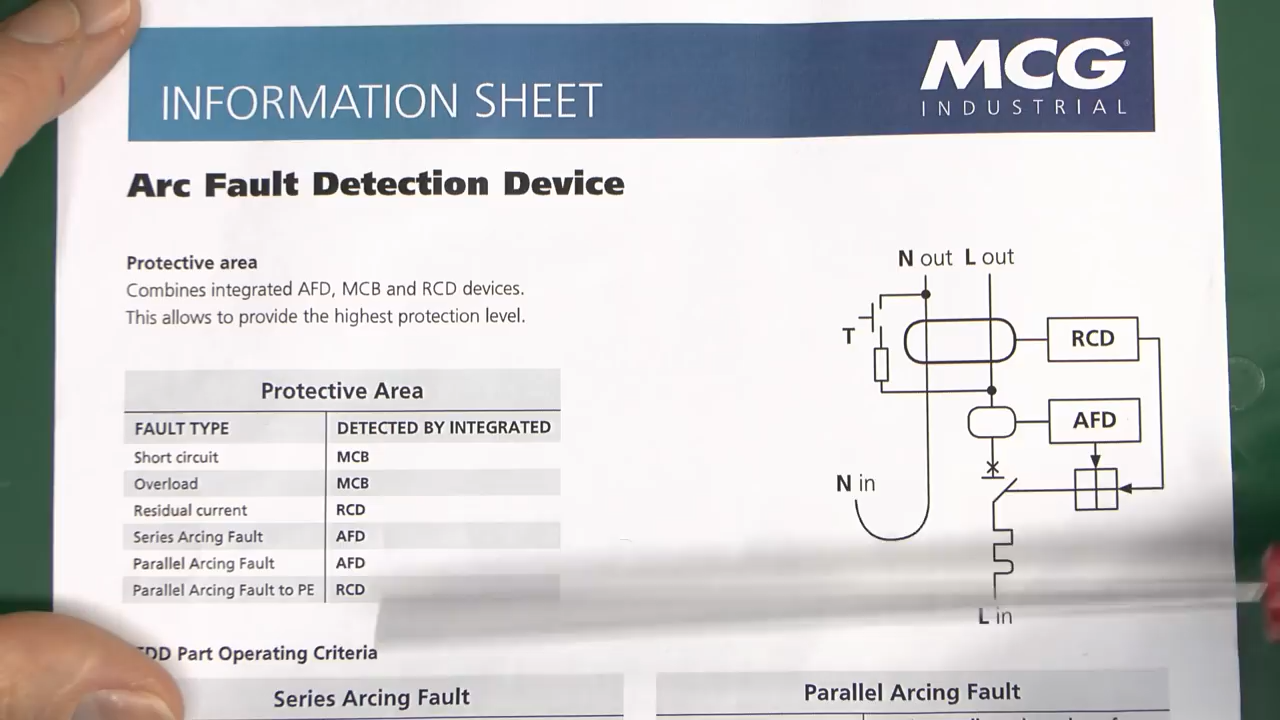 MCG®
INDUSTRIAL
INFORMATION SHEET
Arc Fault Detection Device
Protective area
Combines integrated AFD, MCB and RCD devices.
This allows to provide the highest protection level.
Protective Area
FAULT TYPE DETECTED BY INTEGRATED
Short circuit MCB
Overload MCB
Residual current RCD
Series Arcing Fault AFD
Parallel Arcing Fault AFD
Parallel Arcing Fault to PE RCD
N out L out
T
RCD
AFD
N in
L in
Part Operating Criteria
Series Arcing Fault
Parallel Arcing Fault